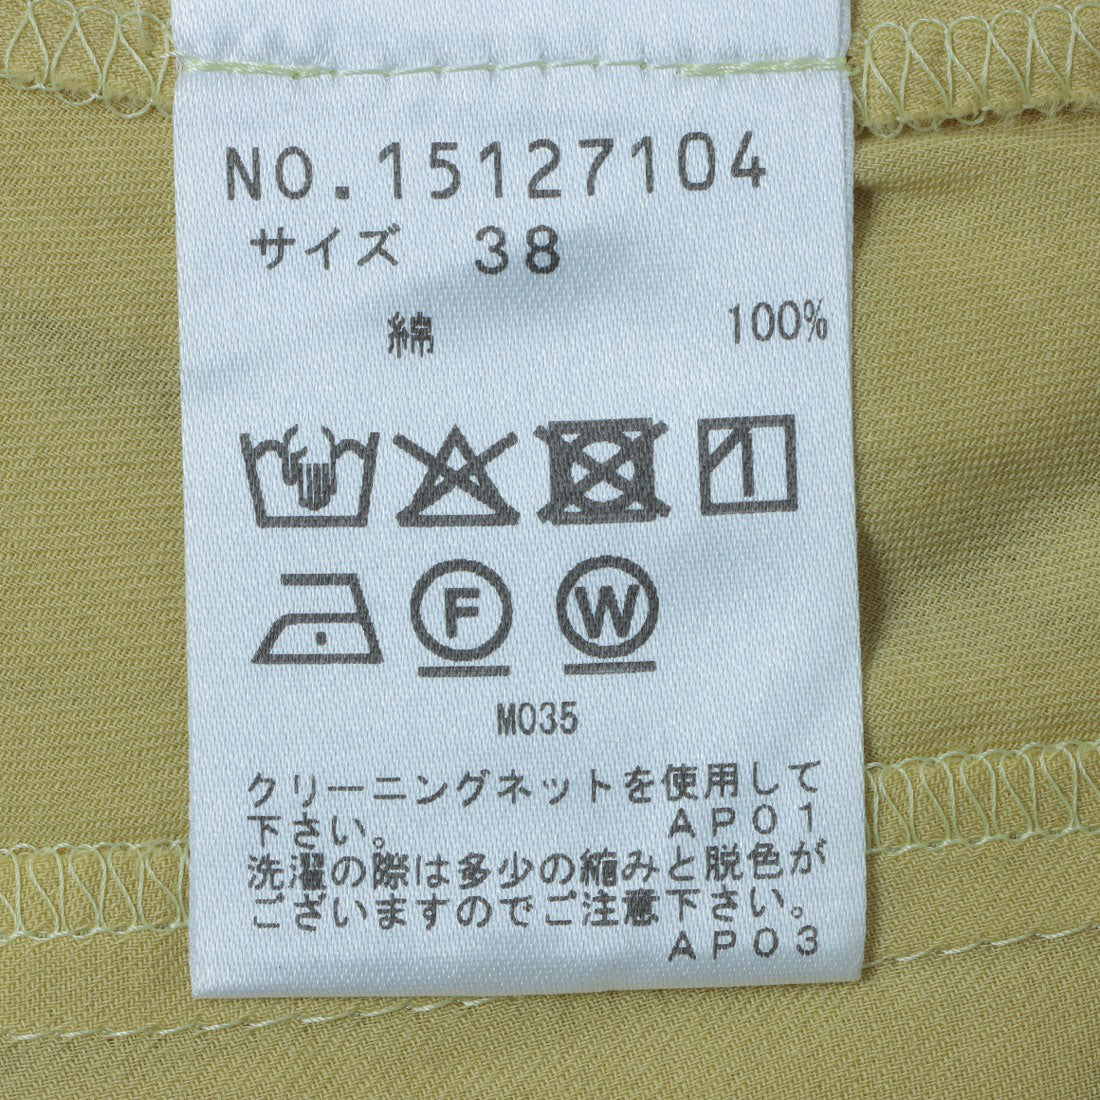 NO.15127104
サイズ 38
綿 100%
F W
M035
クリーニングネットを使用して
下さい。 AP01
洗濯の際は多少の縮みと脱色が
ございますのでご注意下さい。
AP03